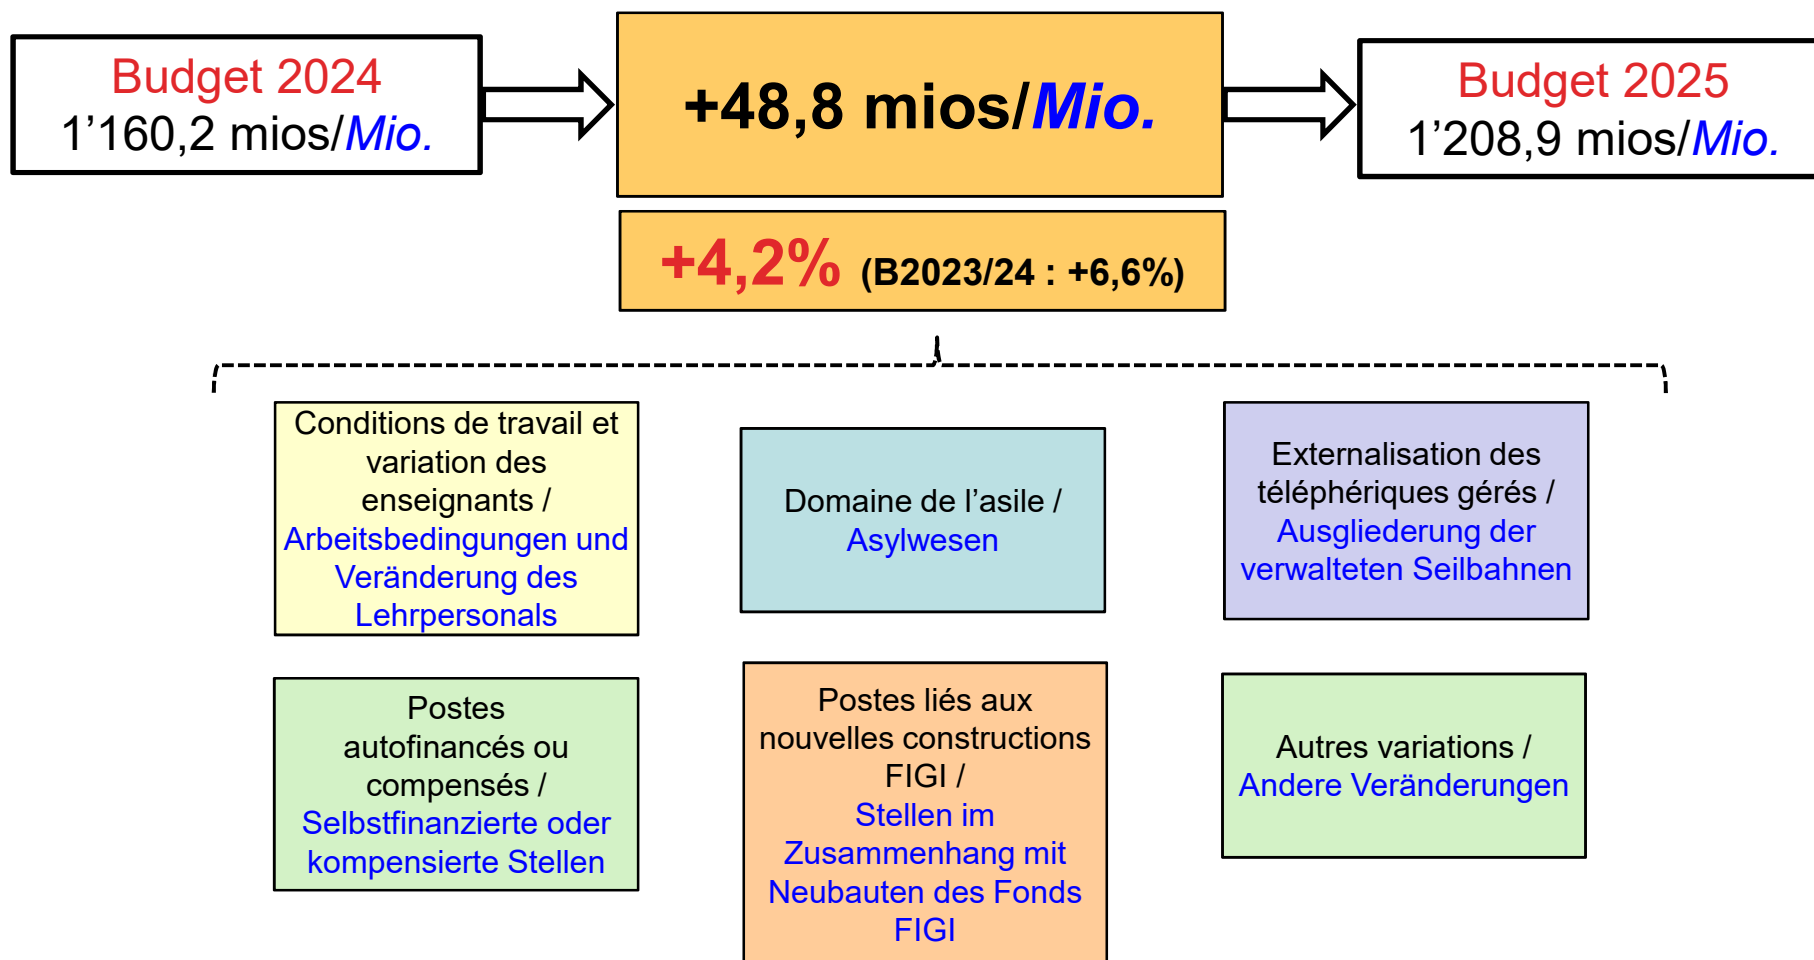 Budget 2024
1’160,2 mios/Mio.
+48,8 mios/Mio.
Budget 2025
1’208,9 mios/Mio.
+4,2% (B2023/24 : +6,6%)
Conditions de travail et
variation des
enseignants /
Arbeitsbedingungen und
Veränderung des
Lehrpersonals
Domaine de l’asile /
Asylwesen
Externalisation des
téléphériques gérés /
Ausgliederung der
verwalteten Seilbahnen
Postes
autofinancés ou
compensés /
Selbstfinanzierte oder
kompensierte Stellen
Postes liés aux
nouvelles constructions
FIGI /
Stellen im
Zusammenhang mit
Neubauten des Fonds
FIGI
Autres variations /
Andere Veränderungen